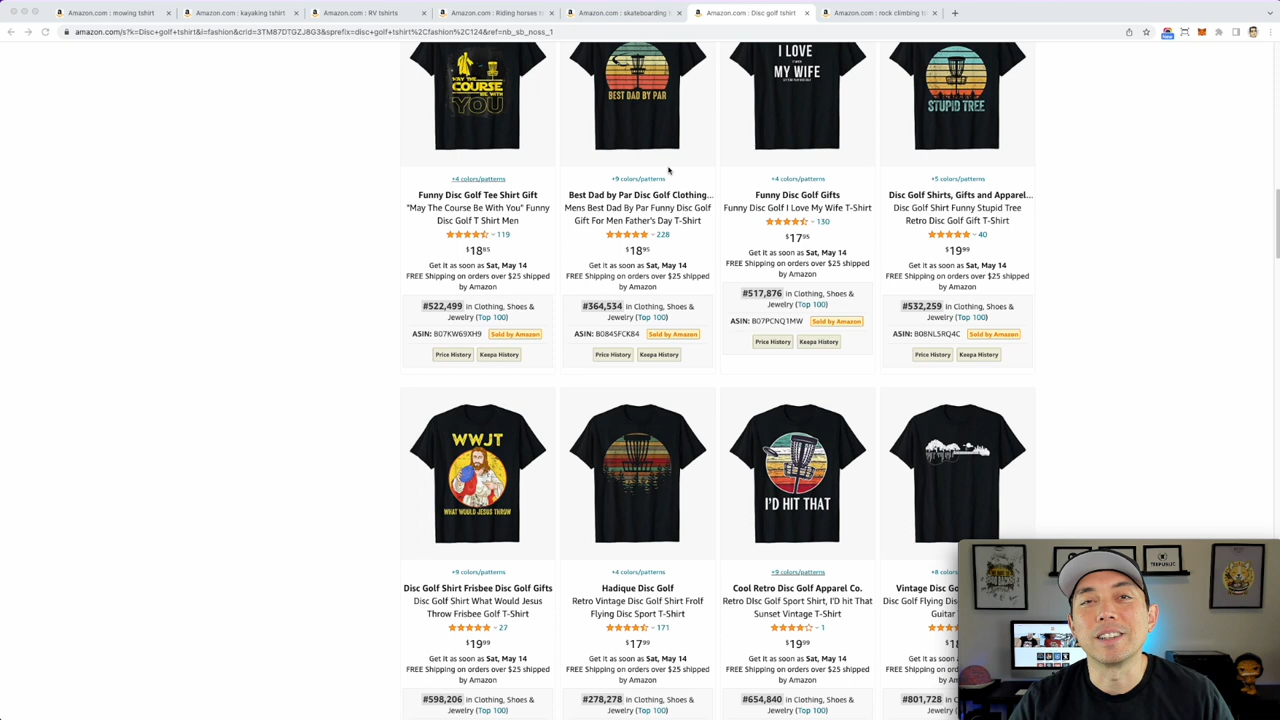 Amazon.com : mowing tshirt
Amazon.com : kayaking tshirt
Amazon.com : RV tshirts
Amazon.com : Riding horses t
Amazon.com : skateboarding
Amazon.com : Disc golf tshirt
Amazon.com : rock climbing t
amazon.com/s?k=Disc+golf+tshirt&i=fashion&crid=3TM87DTGZJ8G3&sprefix=disc+golf+tshirt%2Cfashion%2C124&ref=nb_sb_noss_1
MAY THE
COURSE
BE WITH
YOU
BEST DAD BY PAR
I LOVE
MY WIFE
STUPID TREE
+4 colors/patterns
+9 colors/patterns
+4 colors/patterns
+5 colors/patterns
Funny Disc Golf Tee Shirt Gift
"May The Course Be With You" Funny
Disc Golf T Shirt Men
119
$18.85
Get it as soon as Sat, May 14
FREE Shipping on orders over $25 shipped
by Amazon
#522,499 in Clothing, Shoes &
Jewelry (Top 100)
ASIN: B07KW69XH9 Sold by Amazon
Price History Keepa History
Best Dad by Par Disc Golf Clothing...
Mens Best Dad By Par Funny Disc Golf
Gift For Men Father's Day T-Shirt
228
$18.95
Get it as soon as Sat, May 14
FREE Shipping on orders over $25 shipped
by Amazon
#364,534 in Clothing, Shoes &
Jewelry (Top 100)
ASIN: B0845FCK84 Sold by Amazon
Price History Keepa History
Funny Disc Golf Gifts
Funny Disc Golf I Love My Wife T-Shirt
130
$17.95
Get it as soon as Sat, May 14
FREE Shipping on orders over $25 shipped
by Amazon
#517,876 in Clothing, Shoes &
Jewelry (Top 100)
ASIN: B07PCNQ1MW Sold by Amazon
Price History Keepa History
Disc Golf Shirts, Gifts and Apparel...
Disc Golf Shirt Funny Stupid Tree
Retro Disc Golf Gift T-Shirt
40
$19.99
Get it as soon as Sat, May 14
FREE Shipping on orders over $25 shipped
by Amazon
#532,259 in Clothing, Shoes &
Jewelry (Top 100)
ASIN: B08NLSRQ4C Sold by Amazon
Price History Keepa History
WWJT
WHAT WOULD JESUS THROW
I'D HIT THAT
+9 colors/patterns
+4 colors/patterns
+9 colors/patterns
+8 co
Disc Golf Shirt Frisbee Disc Golf Gifts
Disc Golf Shirt What Would Jesus
Throw Frisbee Golf T-Shirt
27
$19.99
Get it as soon as Sat, May 14
FREE Shipping on orders over $25 shipped
by Amazon
#598,206 in Clothing, Shoes &
Jewelry (Top 100)
Hadique Disc Golf
Retro Vintage Disc Golf Shirt Frolf
Flying Disc Sport T-Shirt
171
$17.99
Get it as soon as Sat, May 14
FREE Shipping on orders over $25 shipped
by Amazon
#278,278 in Clothing, Shoes &
Jewelry (Top 100)
Cool Retro Disc Golf Apparel Co.
Retro Disc Golf Sport Shirt, I'D hit That
Sunset Vintage T-Shirt
1
$19.99
Get it as soon as Sat, May 14
FREE Shipping on orders over $25 shipped
by Amazon
#654,840 in Clothing, Shoes &
Jewelry (Top 100)
Vintage Disc G
Disc Golf Flying Dis
Guitar
$18
Get it as soon a
FREE Shipping on o
by
#801,728
Jewelry
TEEPUBLIC